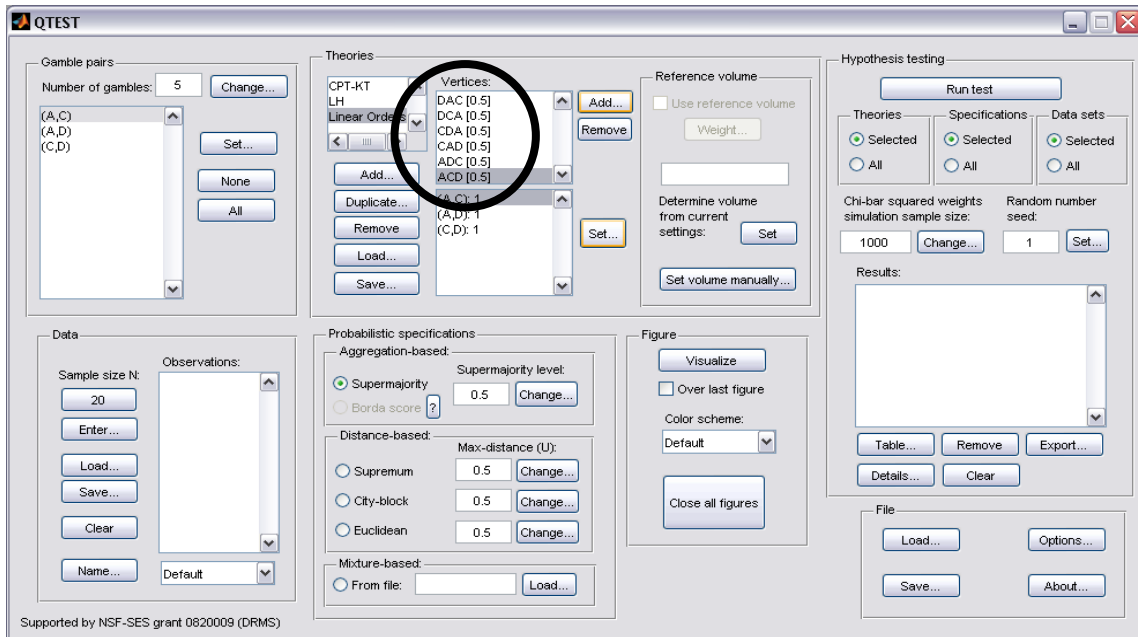 QTEST
Gamble pairs
Number of gambles: 5 Change...
(A,C)
(A,D)
(C,D)
Set...
None
All
Theories
CPT-KT
LH
Linear Orders
Add...
Duplicate...
Remove
Load...
Save...
Vertices:
DAC [0.5]
DCA [0.5]
CDA [0.5]
CAD [0.5]
ADC [0.5]
ACD [0.5]
(A,C): 1
(A,D): 1
(C,D): 1
Add...
Remove
Set...
Reference volume
Use reference volume
Weight...
Determine volume
from current
settings: Set
Set volume manually...
Hypothesis testing
Run test
Theories
Selected
All
Specifications
Selected
All
Data sets
Selected
All
Chi-bar squared weights
simulation sample size:
1000 Change...
Random number
seed:
1 Set...
Results:
Table... Remove Export...
Details... Clear
Data
Sample size N:
20
Enter...
Load...
Save...
Clear
Name... Default
Observations:
Probabilistic specifications
Aggregation-based:
Supermajority
Borda score ?
Supermajority level:
0.5 Change...
Distance-based:
Max-distance (U):
Supremum 0.5 Change...
City-block 0.5 Change...
Euclidean 0.5 Change...
Mixture-based:
From file: Load...
Figure
Visualize
Over last figure
Color scheme:
Default
Close all figures
File
Load... Options...
Save... About...
Supported by NSF-SES grant 0820009 (DRMS)